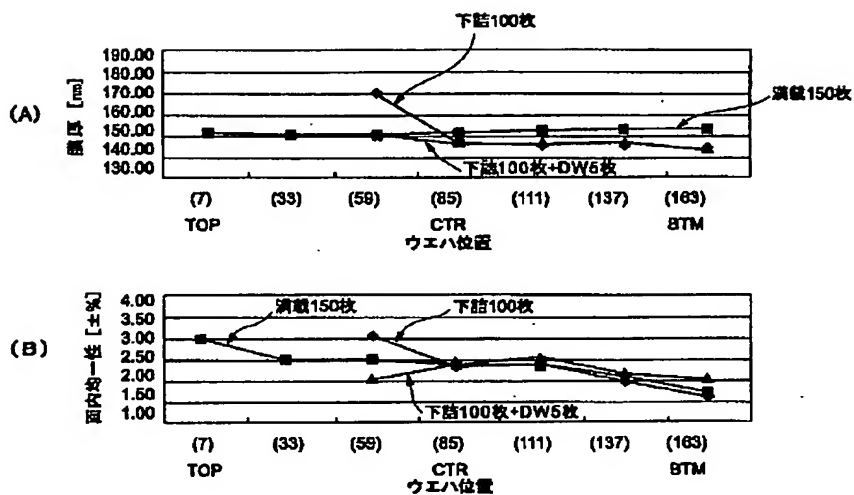 下詰100枚
(A)
膜厚 [nm]
190.00
180.00
170.00
160.00
150.00
140.00
130.00
満載150枚
下詰100枚+DW5枚
(7) (33) (59) (85) (111) (137) (163)
TOP CTR BTM
ウエハ位置
(B)
面内均一性 [±%]
4.00
3.50
3.00
2.50
2.00
1.50
1.00
満載150枚
下詰100枚
下詰100枚+DW5枚
(7) (33) (59) (85) (111) (137) (163)
TOP CTR BTM
ウエハ位置